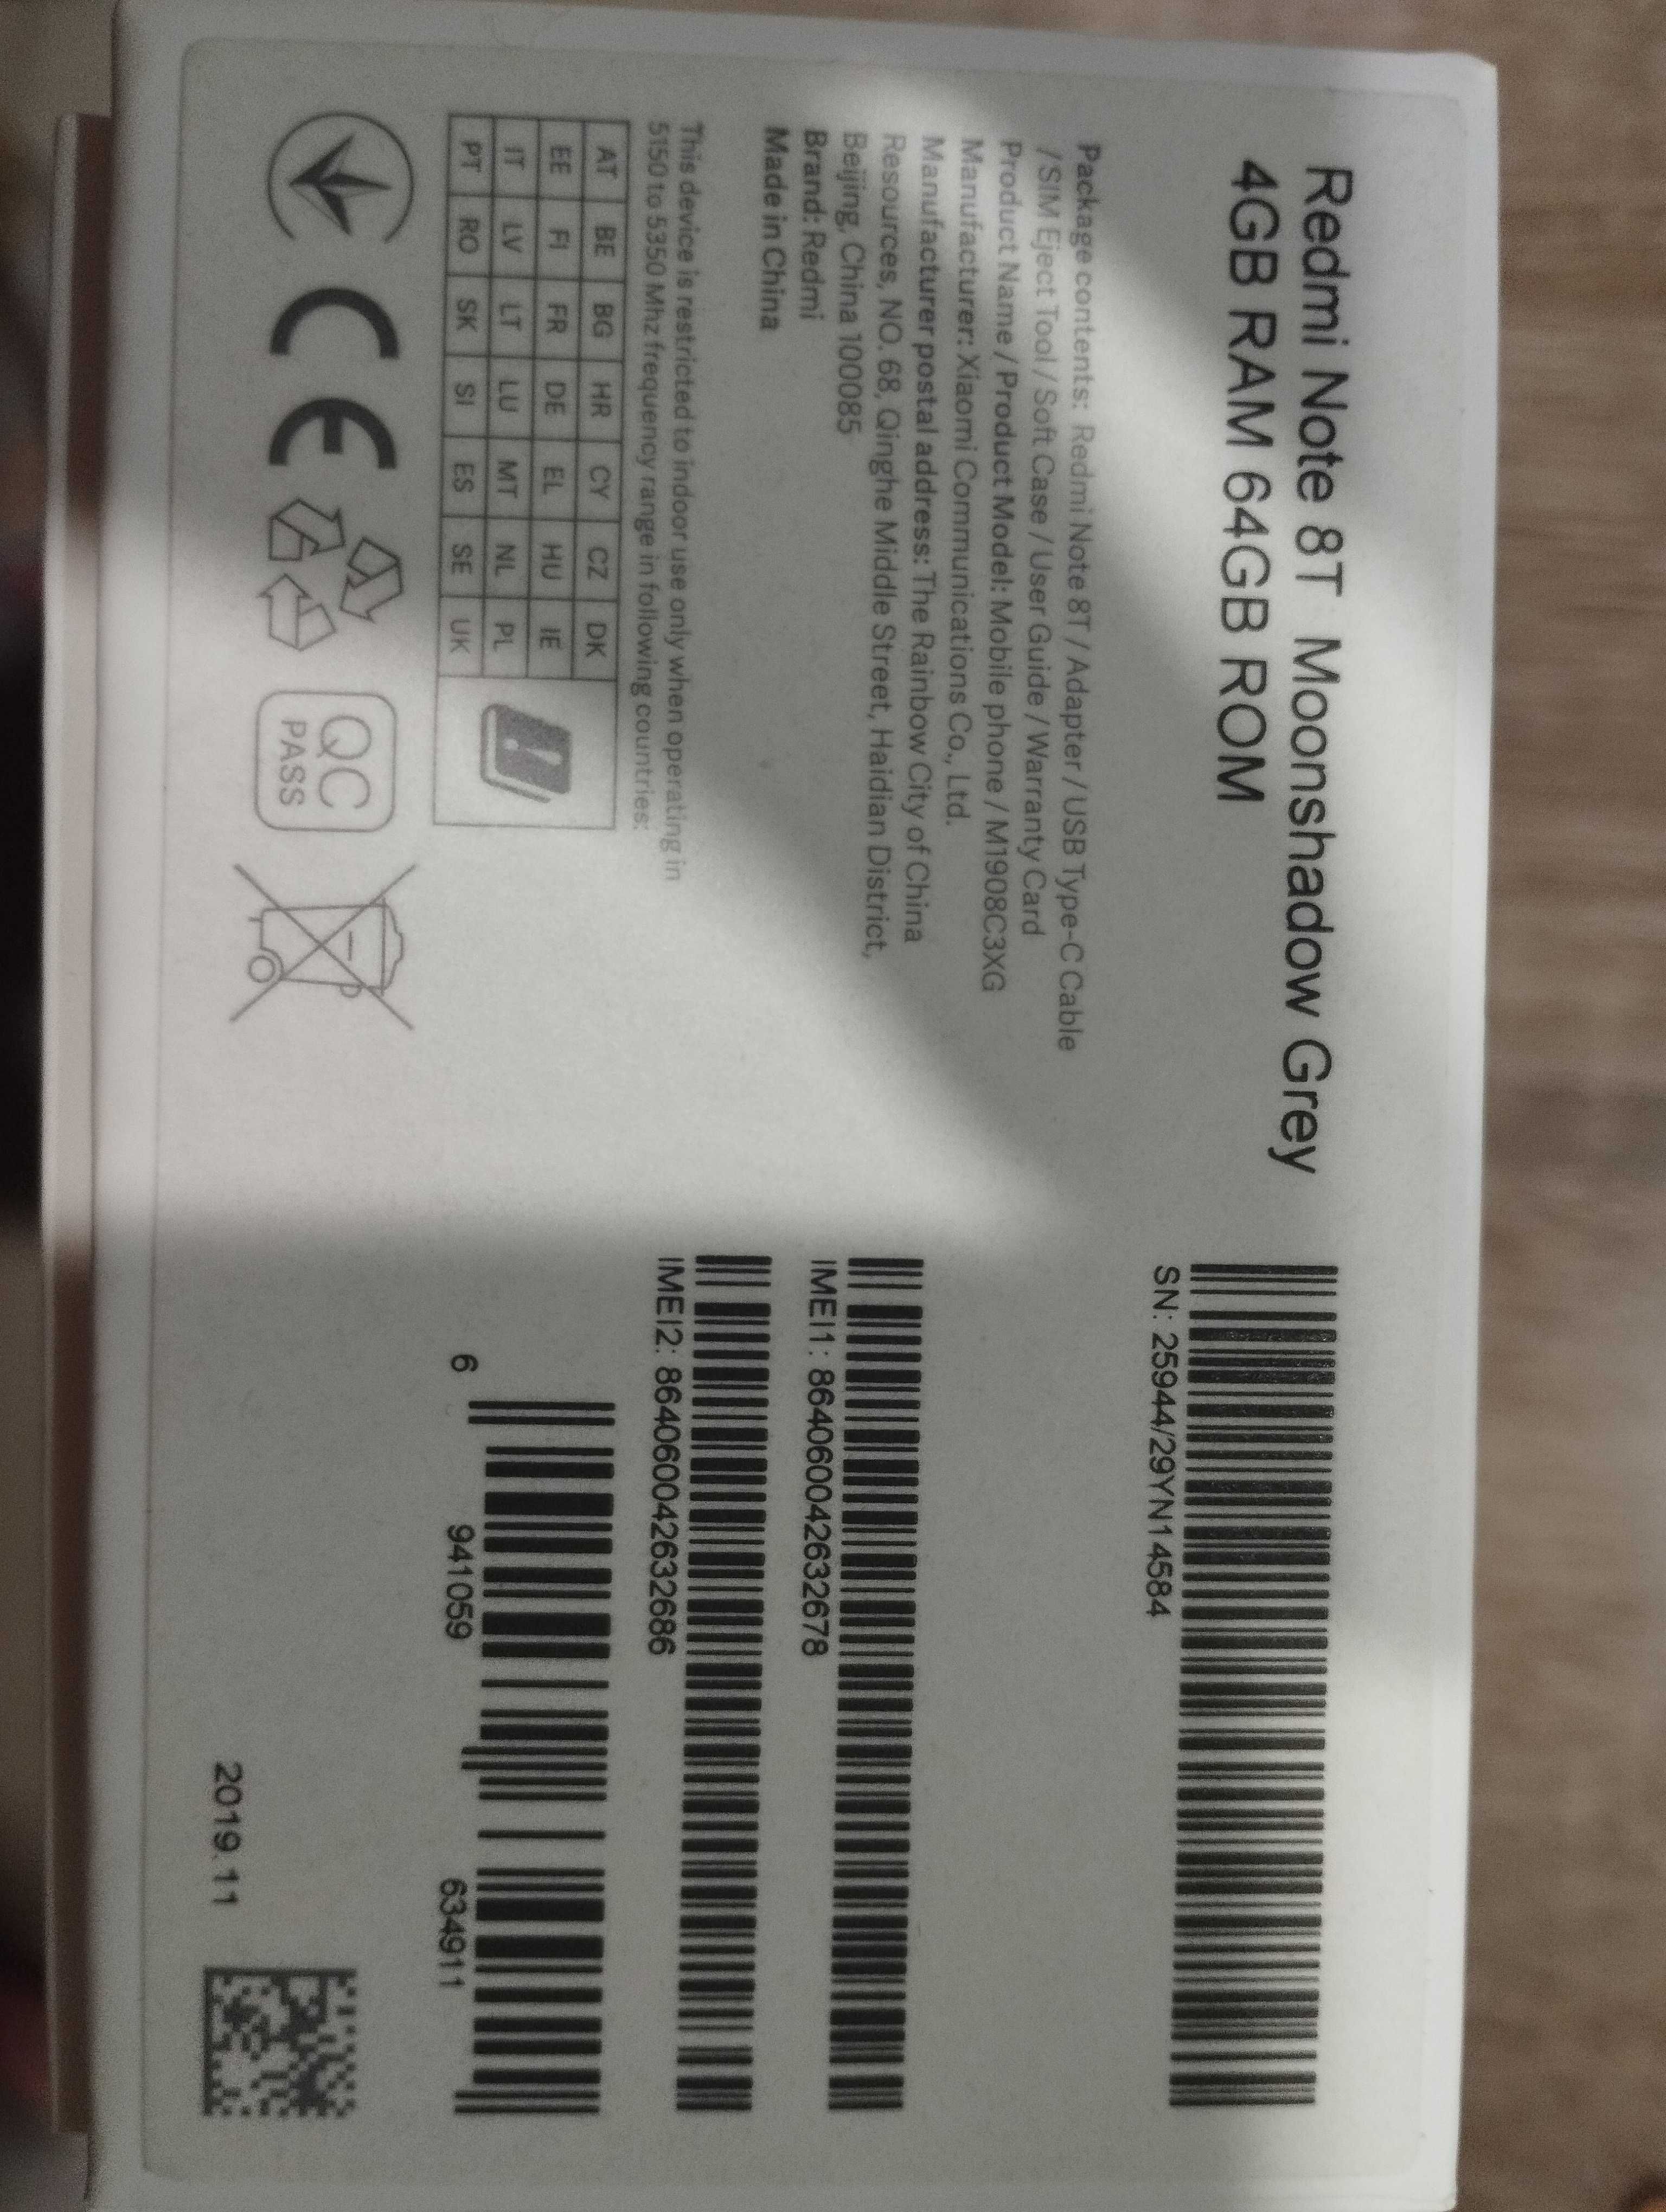 Redmi Note 8T Moonshadow Grey
4GB RAM 64GB ROM
Package contents: Redmi Note 8T / Adapter / USB Type-C Cable
/ SIM Eject Tool / Soft Case / User Guide / Warranty Card
Product Name / Product Model: Mobile phone / M1908C3XG
Manufacturer: Xiaomi Communications Co., Ltd.
Manufacturer postal address: The Rainbow City of China
Resources, NO. 68, Qinghe Middle Street, Haidian District,
Beijing, China 100085
Brand: Redmi
Made in China
This device is restricted to indoor use only when operating in
5150 to 5350 Mhz frequency range in following countries:
AT BE BG HR CY CZ DK
EE FI FR DE EL HU IE
IT LV LT LU MT NL PL
PT RO SK SI ES SE UK
CE
QC
PASS
SN: 25944/29YN14584
IMEI1: 864060042632678
IMEI2: 864060042632686
6 941059 634911
2019.11